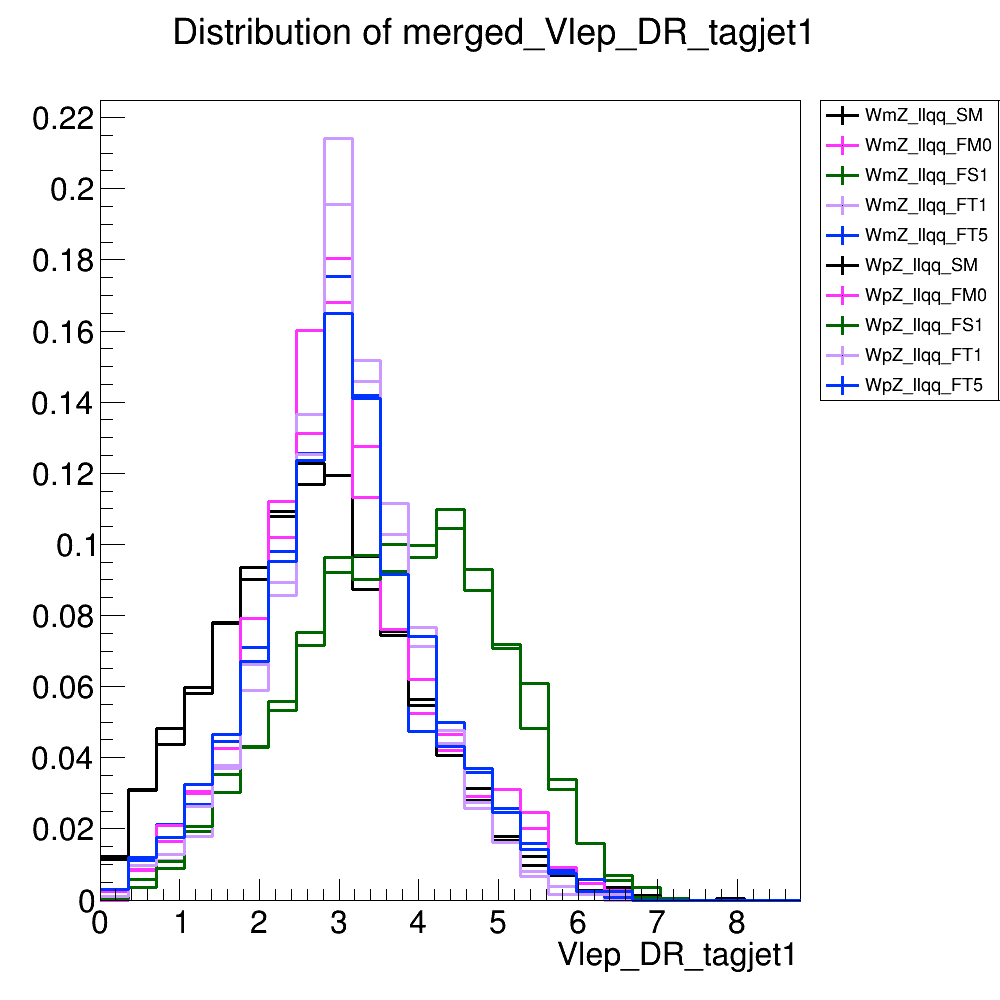 Distribution of merged_Vlep_DR_tagjet1
0.22
0.2
0.18
0.16
0.14
0.12
0.1
0.08
0.06
0.04
0.02
0
0 1 2 3 4 5 6 7 8
Vlep_DR_tagjet1
WmZ_llqq_SM
WmZ_llqq_FM0
WmZ_llqq_FS1
WmZ_llqq_FT1
WmZ_llqq_FT5
WpZ_llqq_SM
WpZ_llqq_FM0
WpZ_llqq_FS1
WpZ_llqq_FT1
WpZ_llqq_FT5